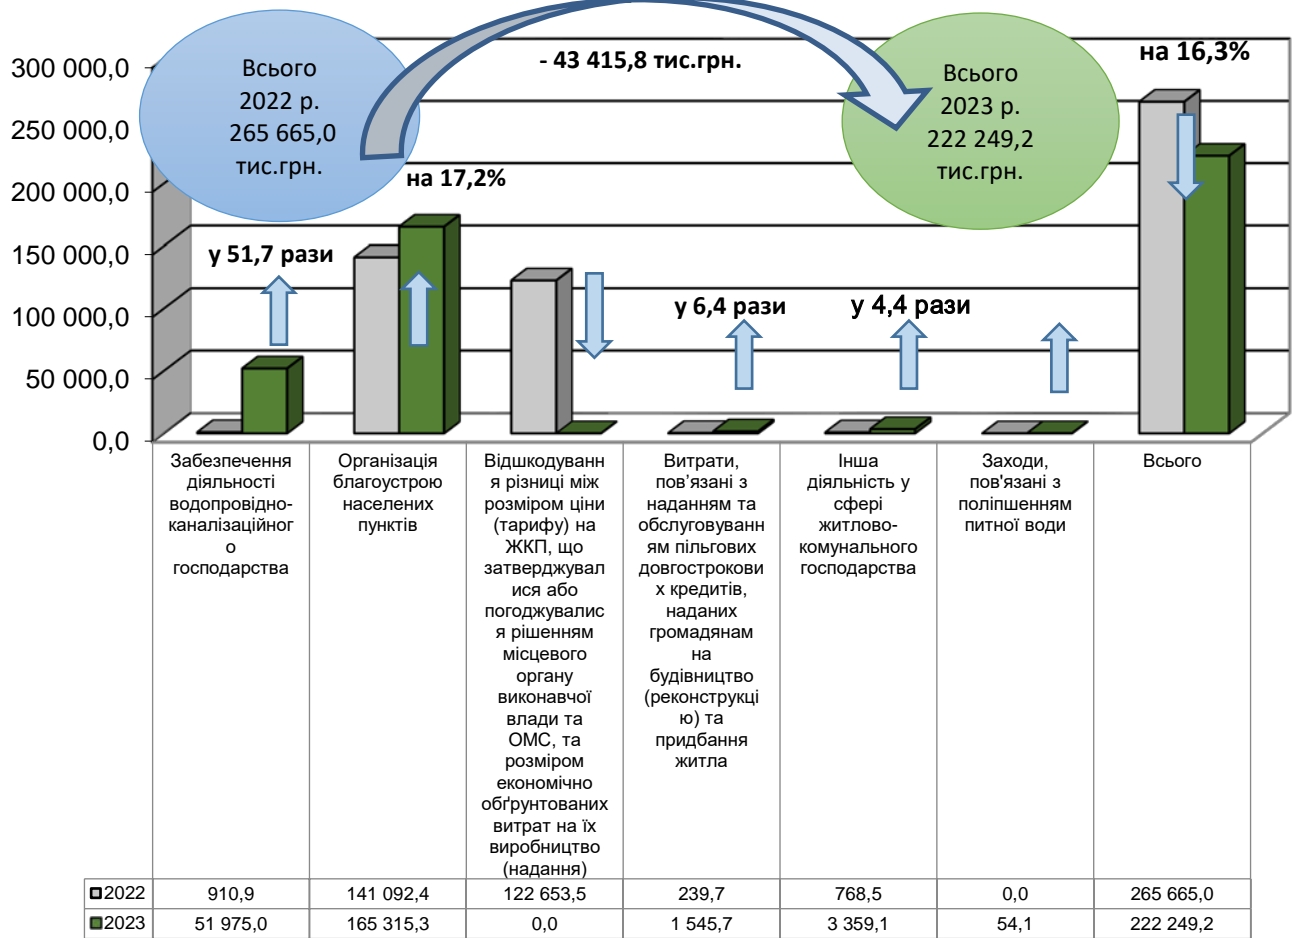 Всього
2022 р.
265 665,0
тис.грн.
- 43 415,8 тис.грн.
Всього
2023 р.
222 249,2
тис.грн.
на 16,3%
на 17,2%
у 51,7 рази
у 6,4 рази
у 4,4 рази
300 000,0
250 000,0
200 000,0
150 000,0
100 000,0
50 000,0
0,0
Забезпечення
діяльності
водопровідно-
каналізаційног
о
господарства
Організація
благоустрою
населених
пунктів
Відшкодуванн
я різниці між
розміром ціни
(тарифу) на
ЖКП, що
затверджувал
ися або
погоджувалис
я рішенням
місцевого
органу
виконавчої
влади та
ОМС, та
розміром
економічно
обґрунтованих
витрат на їх
виробництво
(надання)
Витрати,
пов’язані з
наданням та
обслуговуванн
ям пільгових
довгострокови
х кредитів,
наданих
громадянам
на
будівництво
(реконструкці
ю) та
придбання
житла
Інша
діяльність у
сфері
житлово-
комунального
господарства
Заходи,
пов'язані з
поліпшенням
питної води
Всього
2022 910,9 141 092,4 122 653,5 239,7 768,5 0,0 265 665,0
2023 51 975,0 165 315,3 0,0 1 545,7 3 359,1 54,1 222 249,2